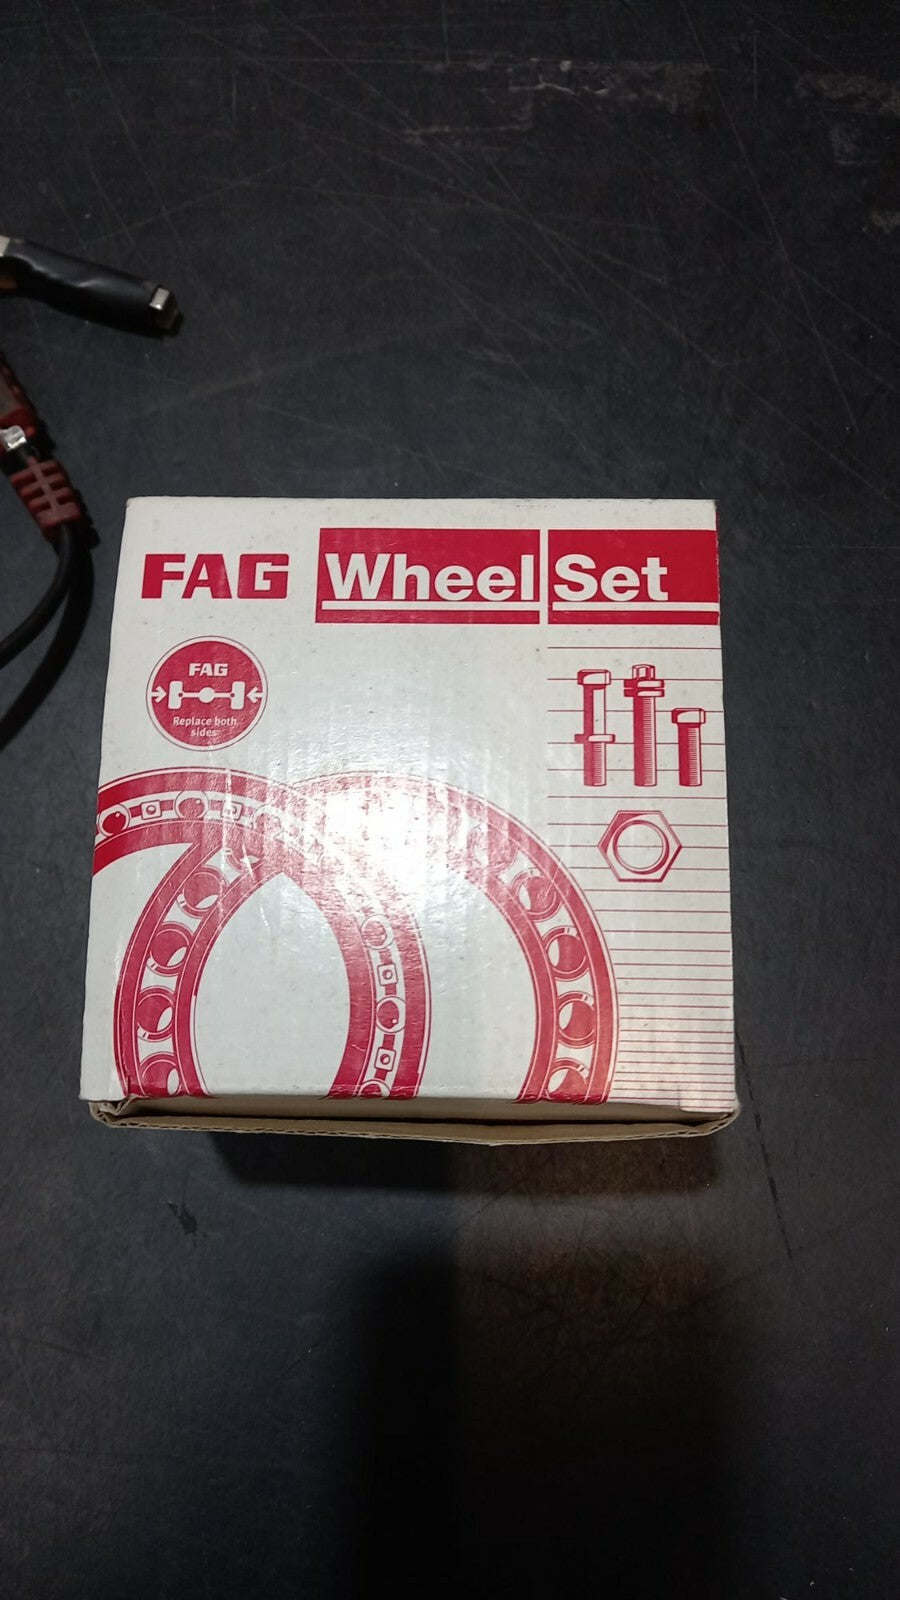 FAG Wheel Set
FAG
Replace both
sides